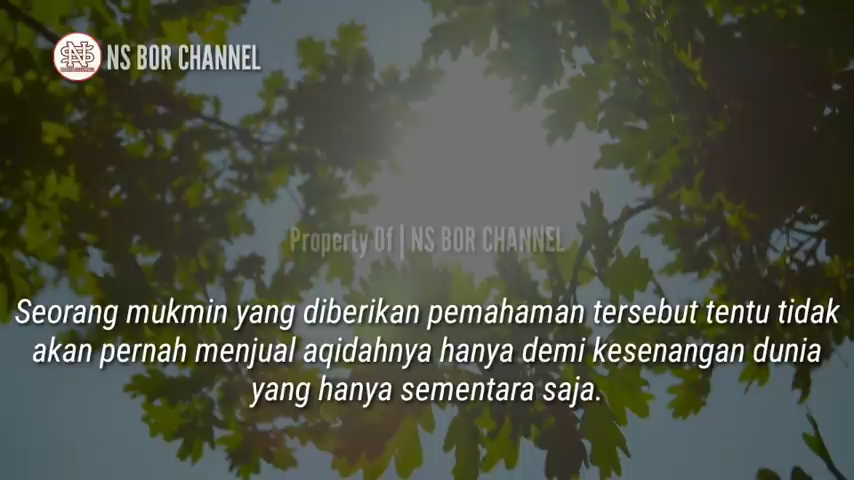 NS BOR CHANNEL
Property Of | NS BOR CHANNEL
Seorang mukmin yang diberikan pemahaman tersebut tentu tidak
akan pernah menjual aqidahnya hanya demi kesenangan dunia
yang hanya sementara saja.